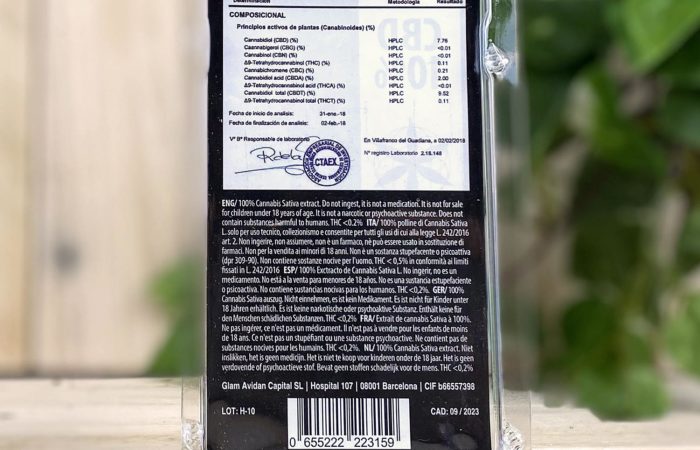 Determinación Metodología Resultado
COMPOSICIONAL
Principios activos de plantas (Canabinoides) (%)
Cannabidiol (CBD) (%) HPLC 7.76
Caannabigerol (CBG) (%) HPLC <0.01
Cannabinol (CBN) (%) HPLC <0.01
Δ9-Tetrahydrocannabinol (THC) (%) HPLC 0.11
Cannabichromene (CBC) (%) HPLC 0.21
Cannabidiol acid (CBDA) (%) HPLC 2.00
Δ9-Tetrahydrocannabinol acid (THCA) (%) HPLC <0.01
Cannabidiol total (CBDT) (%) HPLC 9.52
Δ9-Tetrahydrocannabinol total (THCT) (%) HPLC 0.11
Fecha de inicio de análisis: 31-ene.-18
Fecha de finalización de analisis: 02-feb.-18
Vº Bº Responsable de laboratorio En Villafranco del Guadiana, a 02/02/2018
Nº registro Laboratorio 2.18.148
CTAEX
CBD
10%
ENG/ 100% Cannabis Sativa extract. Do not ingest, it is not a medication. It is not for sale
for children under 18 years of age. It is not a narcotic or psychoactive substance. Does not
contain substances harmful to humans. THC<0.2% ITA/ 100% polline di Cannabis Sativa
L. solo per uso tecnico, collezionismo e consentite per tutti gli usi di cui alla legge L. 242/2016
art. 2. Non ingerire, non assumere, non è un farmaco, nè può essere usato in sostituzione di
farmaci. Non per la vendita ai minori di 18 anni. Non è un sostanza stupefacente o psicoattiva
(dpr 309-90). Non contiene sostanze nocive per l'uomo. THC < 0,5% in conformità ai limiti
fissati in L. 242/2016 ESP/ 100% Extracto de Cannabis Sativa L. No ingerir, no es un
medicamento. No está a la venta para menores de 18 años. No es una sustancia estupefaciente
o psicoactiva. No contiene sustancias nocivas para los humanos. THC <0,2%. GER/ 100%
Cannabis Sativa auszug. Nicht einnehmen, es ist kein Medikament. Es ist nicht für Kinder unter
18 Jahren erhältlich. Es ist keine narkotische oder psychoaktive Substanz. Enthält keine für
den Menschen schädlichen Substanzen. THC <0,2% FRA/ Extrait de cannabis Sativa à 100%.
Ne pas ingérer, ce n'est pas un médicament. Il n'est pas à vendre pour les enfants de moins
de 18 ans. Ce n'est pas un stupéfiant ou une substance psychoactive. Ne contient pas de
substances nocives pour les humains. THC <0,2%. NL/ 100% Cannabis Sativa extract. Niet
inslikken, het is geen medicijn. Het is niet te koop voor kinderen onder de 18 jaar. Het is geen
verdovende of psychoactieve stof. Bevat geen stoffen schadelijk voor de mens. THC <0,2%
Glam Avidan Capital SL | Hospital 107 | 08001 Barcelona | CIF b66557398
LOT: H-10 CAD: 09 / 2023
0 655222 223159